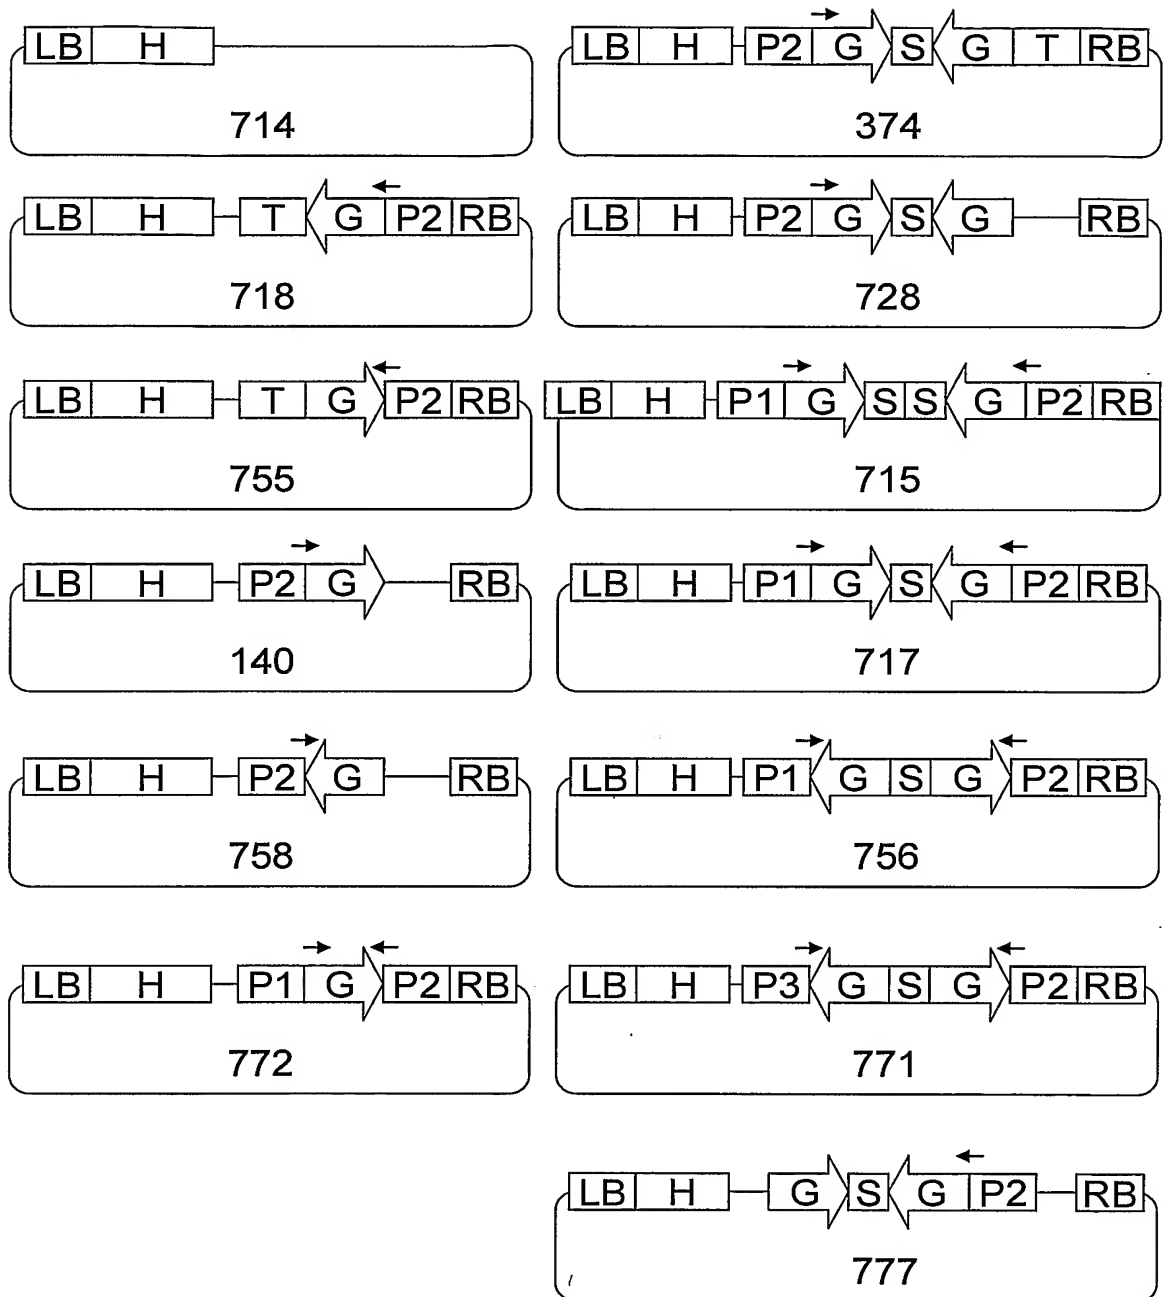 LB H
714
LB H P2 G S G T RB
374
LB H T G P2 RB
718
LB H P2 G S G RB
728
LB H T G P2 RB
755
LB H P1 G S S G P2 RB
715
LB H P2 G RB
140
LB H P1 G S G P2 RB
717
LB H P2 G RB
758
LB H P1 G S G P2 RB
756
LB H P1 G P2 RB
772
LB H P3 G S G P2 RB
771
LB H G S G P2 RB
777